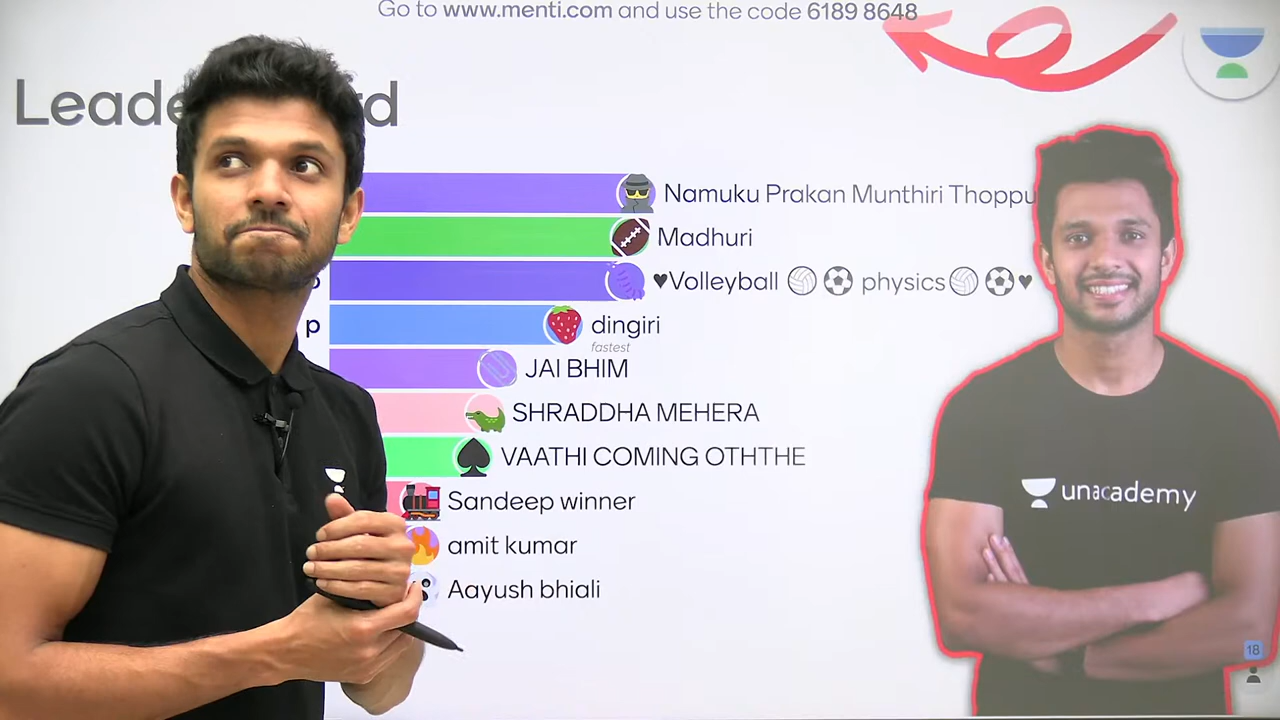 Go to www.menti.com and use the code 6189 8648
Namuku Prakan Munthiri Thoppu
Madhuri
♥Volleyball 🏐⚽ physics🏐⚽♥
p dingiri
fastest
JAI BHIM
SHRADDHA MEHERA
VAATHI COMING OTHTHE
Sandeep winner
amit kumar
Aayush bhiali
unacademy
18